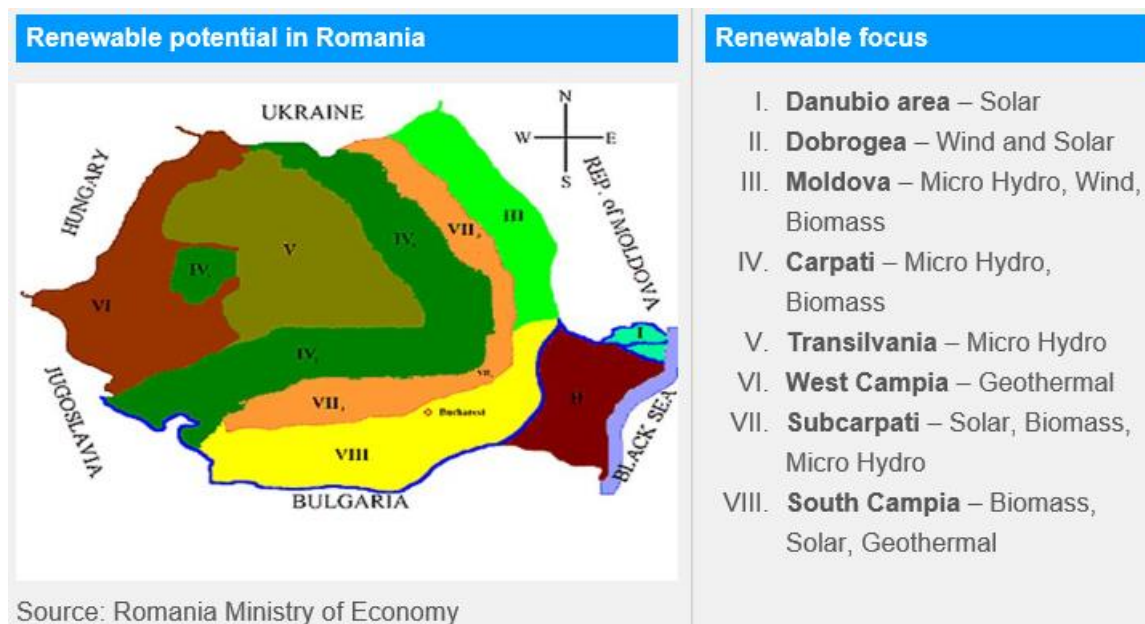 Renewable potential in Romania
UKRAINE
N
W
E
S
HUNGARY
REP. of MOLDOVA
III
VII
IV
V
IV
VI
I
IV
VII
II
JUGOSLAVIA
VII
Bucharest
BLACK SEA
VIII
BULGARIA
Source: Romania Ministry of Economy
Renewable focus
I. Danubio area – Solar
II. Dobrogea – Wind and Solar
III. Moldova – Micro Hydro, Wind,
Biomass
IV. Carpati – Micro Hydro,
Biomass
V. Transilvania – Micro Hydro
VI. West Campia – Geothermal
VII. Subcarpati – Solar, Biomass,
Micro Hydro
VIII. South Campia – Biomass,
Solar, Geothermal